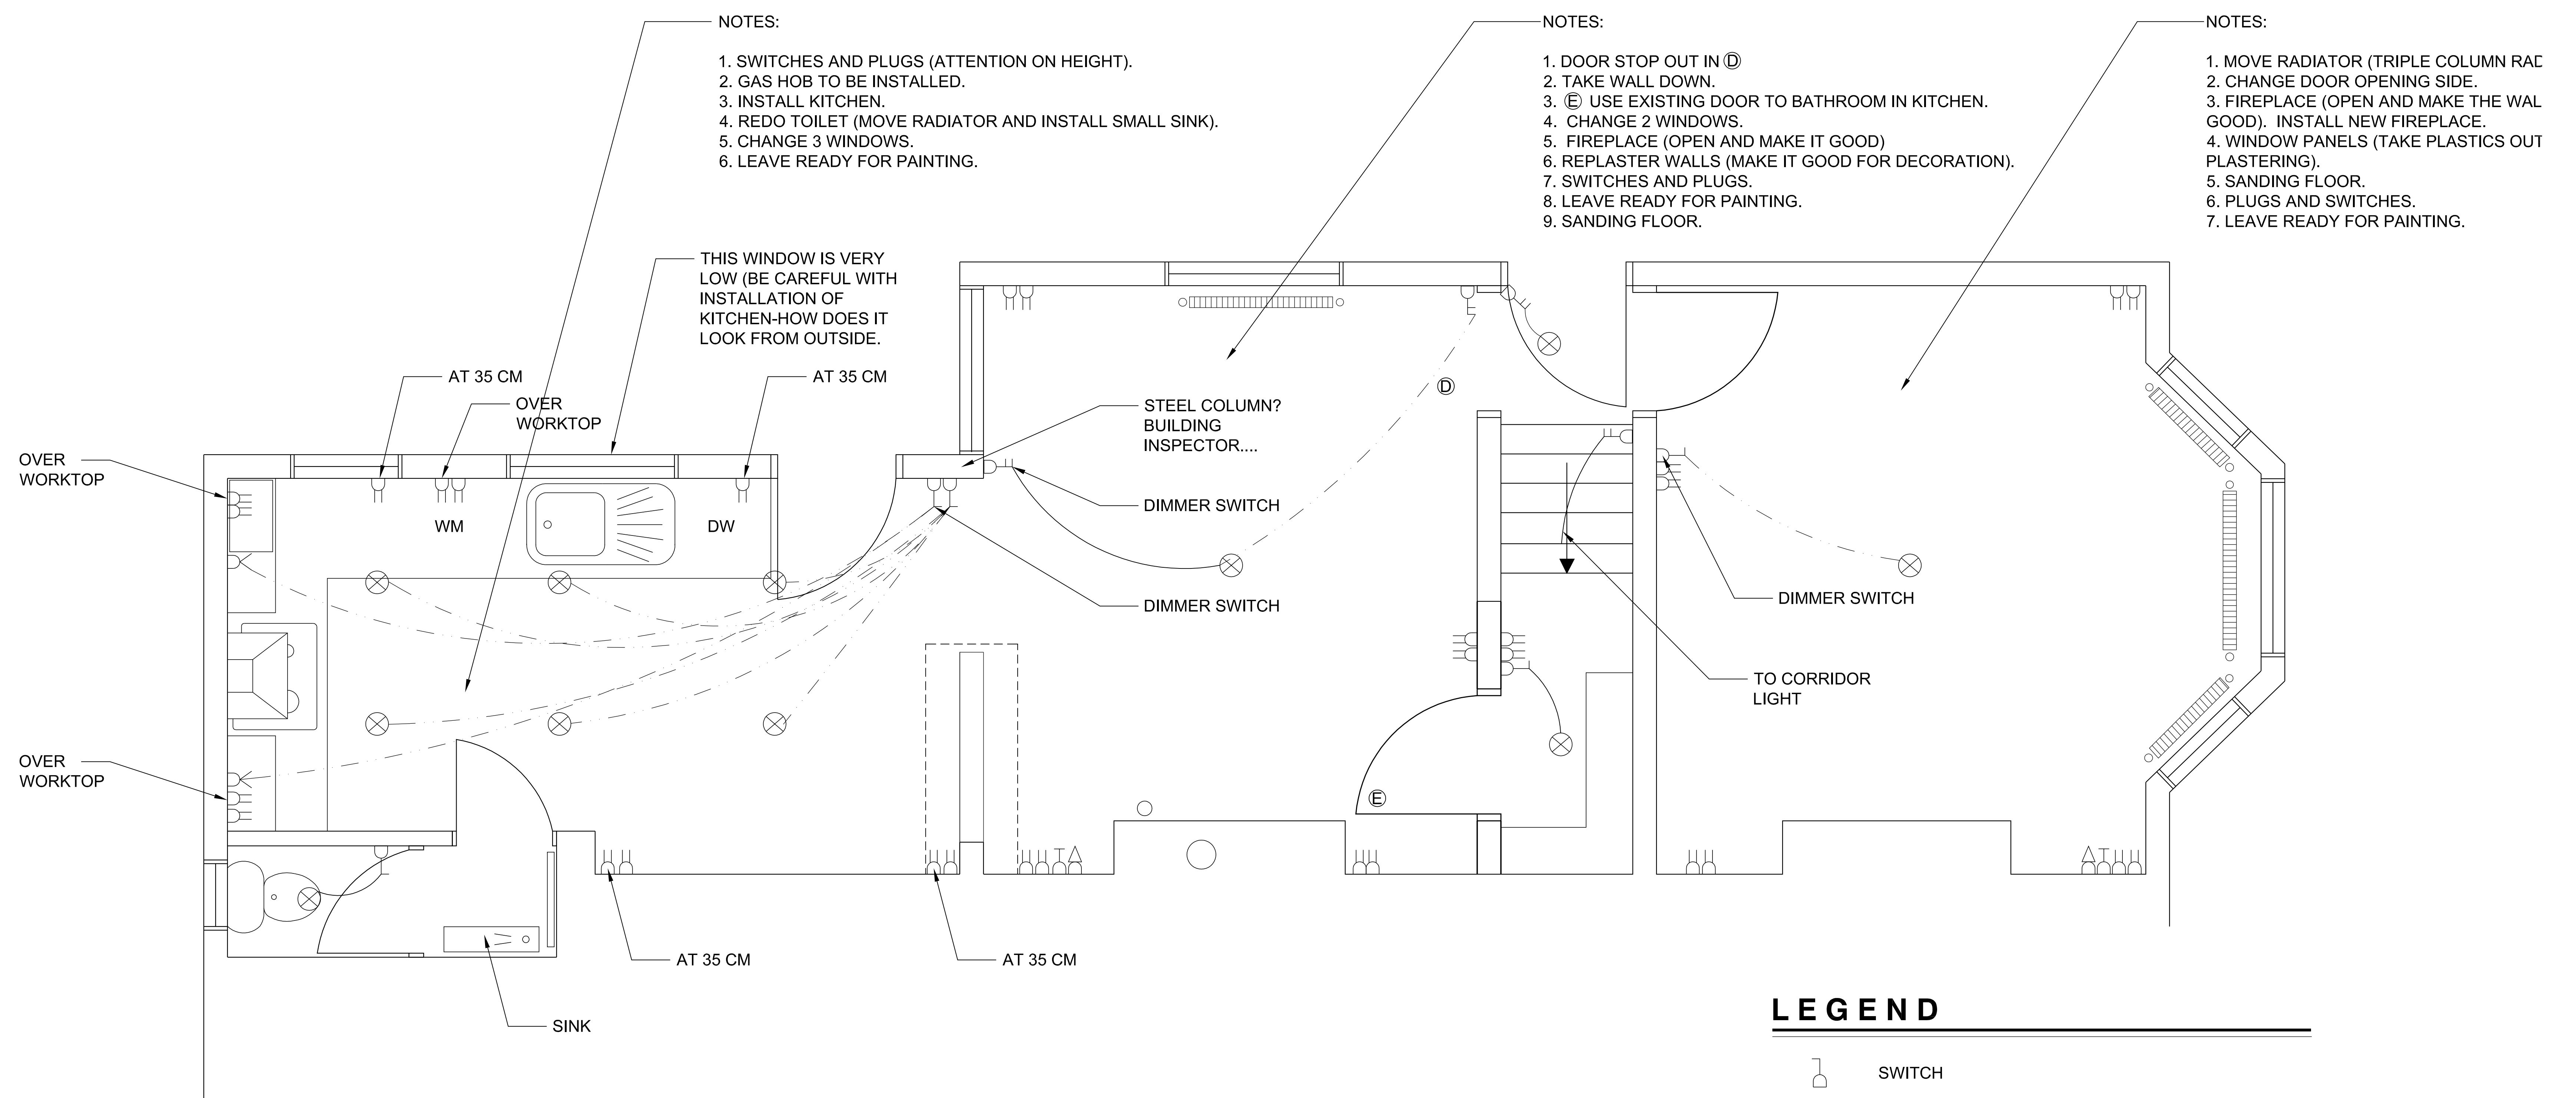 NOTES:
1. SWITCHES AND PLUGS (ATTENTION ON HEIGHT).
2. GAS HOB TO BE INSTALLED.
3. INSTALL KITCHEN.
4. REDO TOILET (MOVE RADIATOR AND INSTALL SMALL SINK).
5. CHANGE 3 WINDOWS.
6. LEAVE READY FOR PAINTING.
NOTES:
1. DOOR STOP OUT IN Ⓓ
2. TAKE WALL DOWN.
3. Ⓔ USE EXISTING DOOR TO BATHROOM IN KITCHEN.
4. CHANGE 2 WINDOWS.
5. FIREPLACE (OPEN AND MAKE IT GOOD)
6. REPLASTER WALLS (MAKE IT GOOD FOR DECORATION).
7. SWITCHES AND PLUGS.
8. LEAVE READY FOR PAINTING.
9. SANDING FLOOR.
NOTES:
1. MOVE RADIATOR (TRIPLE COLUMN RAD
2. CHANGE DOOR OPENING SIDE.
3. FIREPLACE (OPEN AND MAKE THE WAL
GOOD). INSTALL NEW FIREPLACE.
4. WINDOW PANELS (TAKE PLASTICS OUT
PLASTERING).
5. SANDING FLOOR.
6. PLUGS AND SWITCHES.
7. LEAVE READY FOR PAINTING.
THIS WINDOW IS VERY
LOW (BE CAREFUL WITH
INSTALLATION OF
KITCHEN-HOW DOES IT
LOOK FROM OUTSIDE.
AT 35 CM
OVER
WORKTOP
AT 35 CM
OVER
WORKTOP
WM
DW
STEEL COLUMN?
BUILDING
INSPECTOR....
DIMMER SWITCH
DIMMER SWITCH
Ⓓ
DIMMER SWITCH
TO CORRIDOR
LIGHT
OVER
WORKTOP
Ⓔ
AT 35 CM
AT 35 CM
SINK
LEGEND
SWITCH